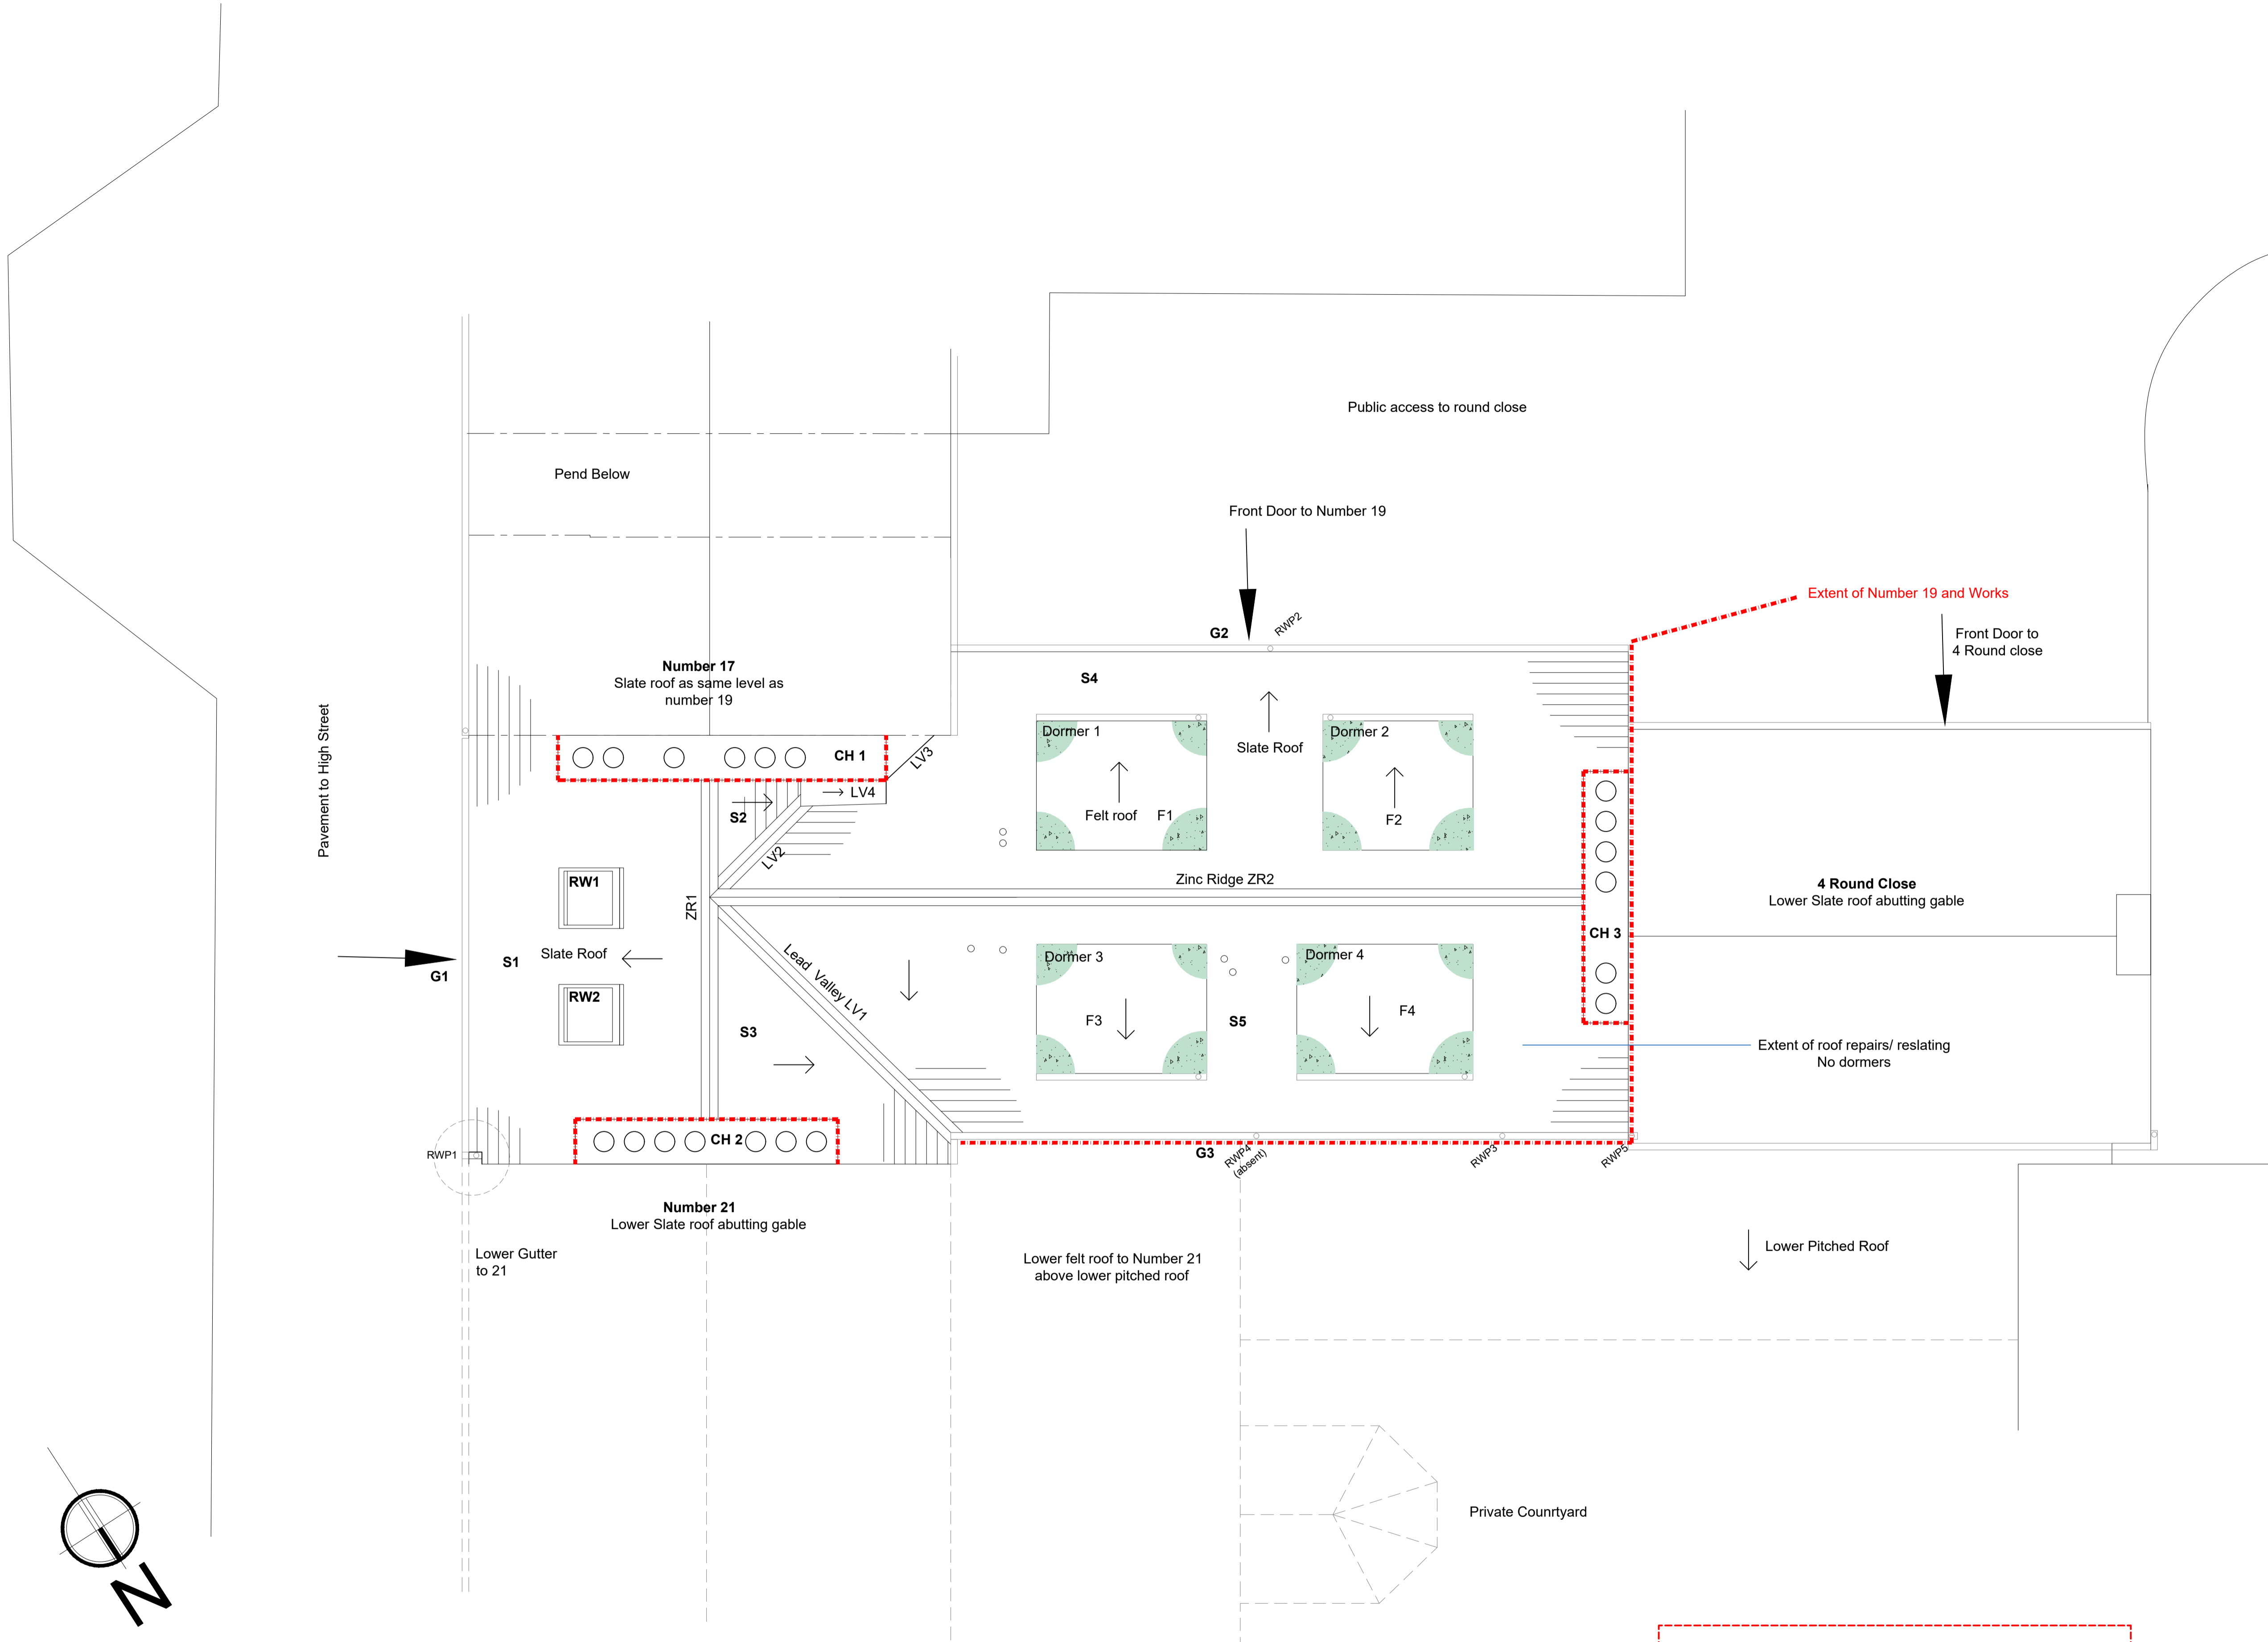 Public access to round close
Pend Below
Front Door to Number 19
Extent of Number 19 and Works
RWP2
G2
Front Door to
4 Round close
Number 17
Slate roof as same level as
number 19
S4
Pavement to High Street
Dormer 1
Dormer 2
Slate Roof
CH 1
LV3
LV4
S2
Felt roof
F1
F2
LV2
RW1
ZR1
Zinc Ridge ZR2
4 Round Close
Lower Slate roof abutting gable
CH 3
Slate Roof
S1
G1
Lead Valley LV1
Dormer 3
Dormer 4
RW2
S3
F3
S5
F4
Extent of roof repairs/ reslating
No dormers
CH 2
RWP1
G3
RWP4
(absent)
RWP3
RWP5
Number 21
Lower Slate roof abutting gable
Lower Gutter
to 21
Lower felt roof to Number 21
above lower pitched roof
Lower Pitched Roof
Private Counrtyard
N